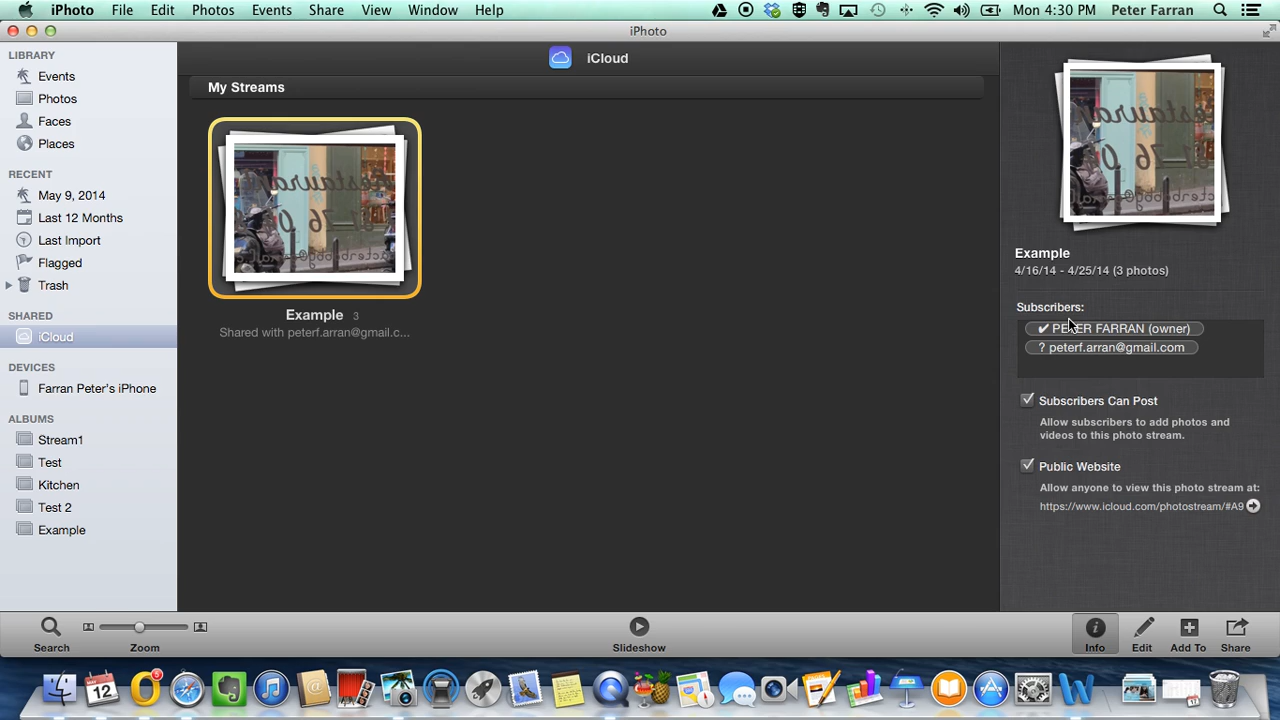 iPhoto File Edit Photos Events Share View Window Help Mon 4:30 PM Peter Farran
iPhoto
LIBRARY
Events
Photos
Faces
Places
RECENT
May 9, 2014
Last 12 Months
Last Import
Flagged
Trash
SHARED
iCloud
DEVICES
Farran Peter's iPhone
ALBUMS
Stream1
Test
Kitchen
Test 2
Example
iCloud
My Streams
Example 3
Shared with peterf.arran@gmail.c...
Example
4/16/14 - 4/25/14 (3 photos)
Subscribers:
✔ PETER FARRAN (owner)
? peterf.arran@gmail.com
Subscribers Can Post
Allow subscribers to add photos and
videos to this photo stream.
Public Website
Allow anyone to view this photo stream at:
https://www.icloud.com/photostream/#A9
Search Zoom Slideshow Info Edit Add To Share
MAY
12
5
17